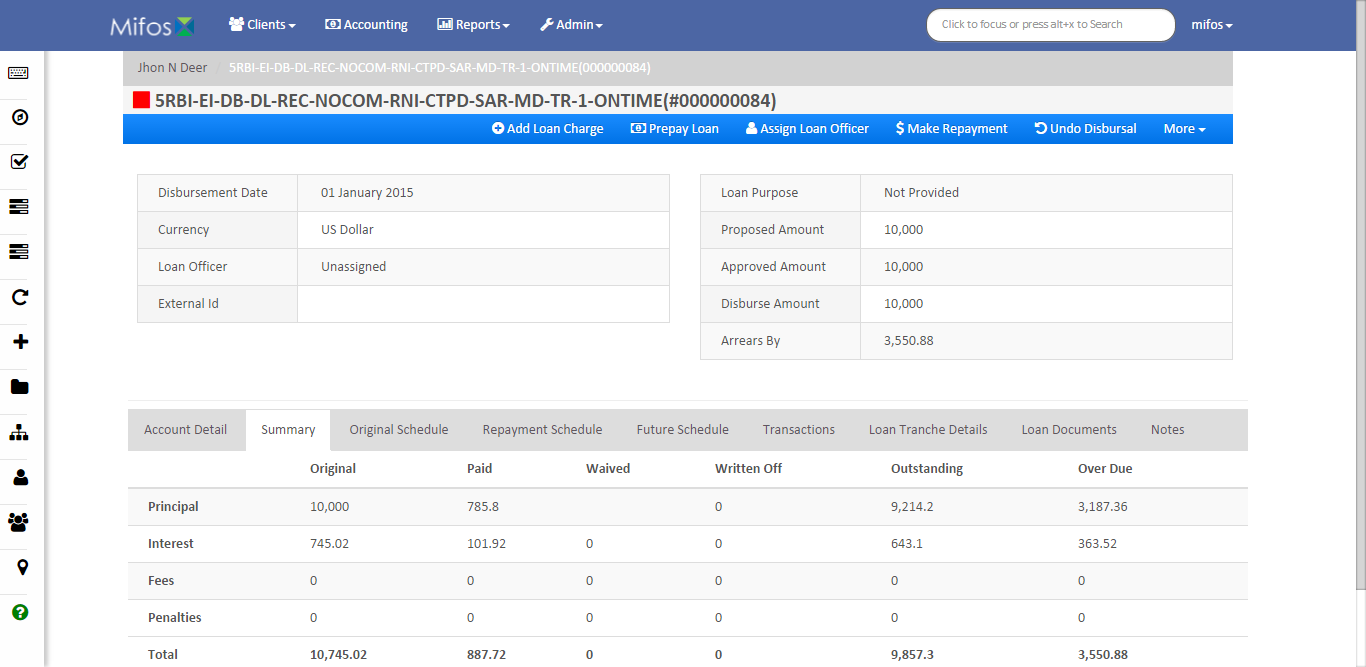 Mifos Clients Accounting Reports Admin Click to focus or press alt+x to Search mifos
Jhon N Deer / 5RBI-EI-DB-DL-REC-NOCOM-RNI-CTPD-SAR-MD-TR-1-ONTIME(000000084)
5RBI-EI-DB-DL-REC-NOCOM-RNI-CTPD-SAR-MD-TR-1-ONTIME(#000000084)
Add Loan Charge Prepay Loan Assign Loan Officer $ Make Repayment Undo Disbursal More
Disbursement Date 01 January 2015
Currency US Dollar
Loan Officer Unassigned
External Id
Loan Purpose Not Provided
Proposed Amount 10,000
Approved Amount 10,000
Disburse Amount 10,000
Arrears By 3,550.88
Account Detail Summary Original Schedule Repayment Schedule Future Schedule Transactions Loan Tranche Details Loan Documents Notes
Original Paid Waived Written Off Outstanding Over Due
Principal 10,000 785.8 0 9,214.2 3,187.36
Interest 745.02 101.92 0 0 643.1 363.52
Fees 0 0 0 0 0 0
Penalties 0 0 0 0 0 0
Total 10,745.02 887.72 0 0 9,857.3 3,550.88